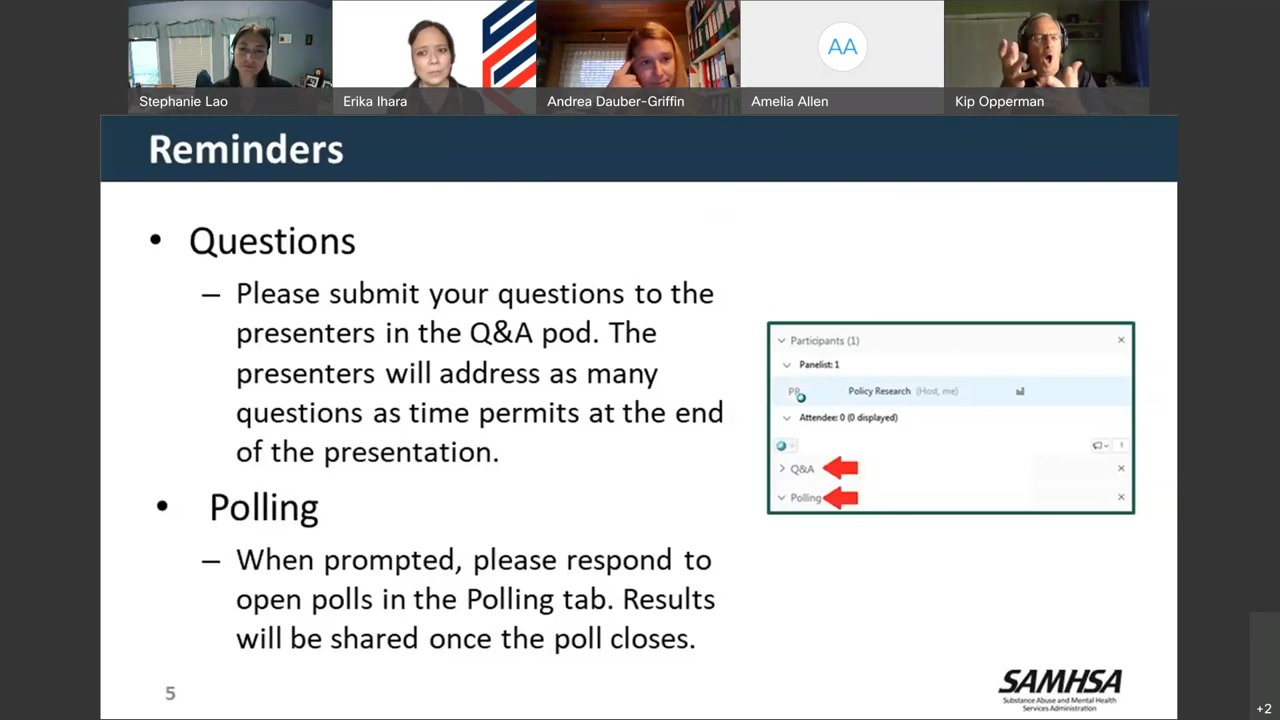 Stephanie Lao
Erika Ihara
Andrea Dauber-Griffin
AA
Amelia Allen
Kip Opperman
Reminders
• Questions
– Please submit your questions to the
presenters in the Q&A pod. The
presenters will address as many
questions as time permits at the end
of the presentation.
• Polling
– When prompted, please respond to
open polls in the Polling tab. Results
will be shared once the poll closes.
Participants (1)
Panelist: 1
PR
Policy Research (Host, me)
Attendee: 0 (0 displayed)
Q&A
Polling
5
SAMHSA
Substance Abuse and Mental Health
Services Administration
+2